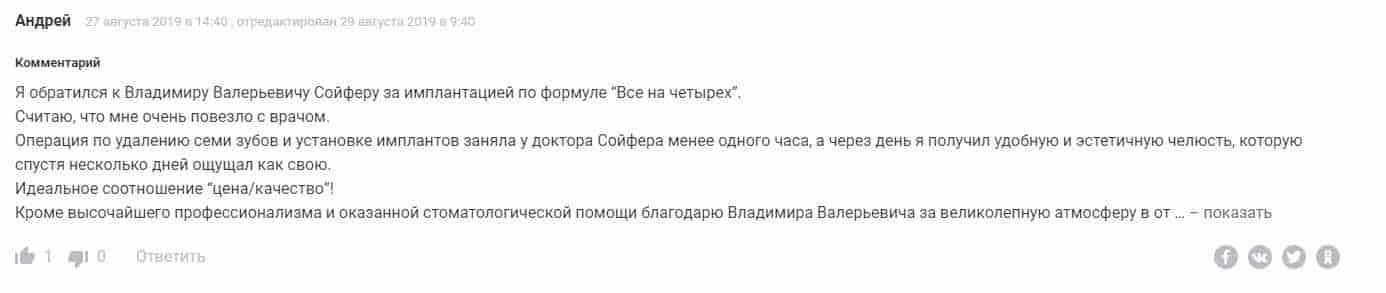 Андрей 27 августа 2019 в 14:40 , отредактирован 29 августа 2019 в 9:40
Комментарий
Я обратился к Владимиру Валерьевичу Сойферу за имплантацией по формуле “Все на четырех”.
Считаю, что мне очень повезло с врачом.
Операция по удалению семи зубов и установке имплантов заняла у доктора Сойфера менее одного часа, а через день я получил удобную и эстетичную челюсть, которую
спустя несколько дней ощущал как свою.
Идеальное соотношение “цена/качество”!
Кроме высочайшего профессионализма и оказанной стоматологической помощи благодарю Владимира Валерьевича за великолепную атмосферу в от ... – показать
1 0 Ответить